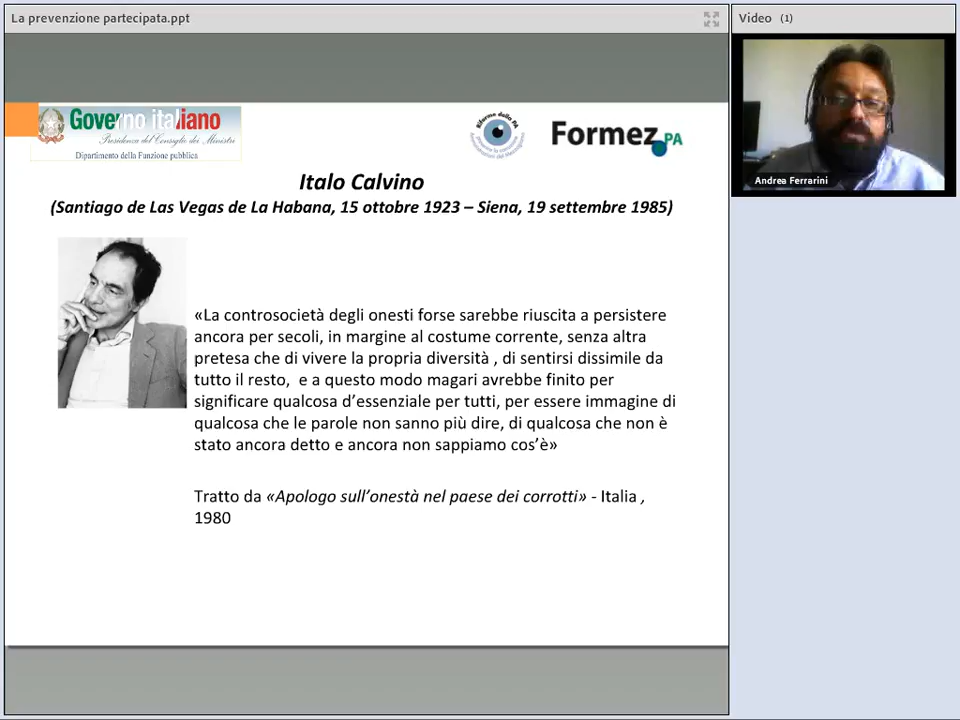 La prevenzione partecipata.ppt
Video (1)
Governo italiano
Presidenza del Consiglio dei Ministri
Dipartimento della Funzione pubblica
Riforme della PA
Formez PA
Andrea Ferrarini
Italo Calvino
(Santiago de Las Vegas de La Habana, 15 ottobre 1923 – Siena, 19 settembre 1985)
«La controsocietà degli onesti forse sarebbe riuscita a persistere
ancora per secoli, in margine al costume corrente, senza altra
pretesa che di vivere la propria diversità , di sentirsi dissimile da
tutto il resto, e a questo modo magari avrebbe finito per
significare qualcosa d’essenziale per tutti, per essere immagine di
qualcosa che le parole non sanno più dire, di qualcosa che non è
stato ancora detto e ancora non sappiamo cos’è»
Tratto da «Apologo sull’onestà nel paese dei corrotti» - Italia ,
1980